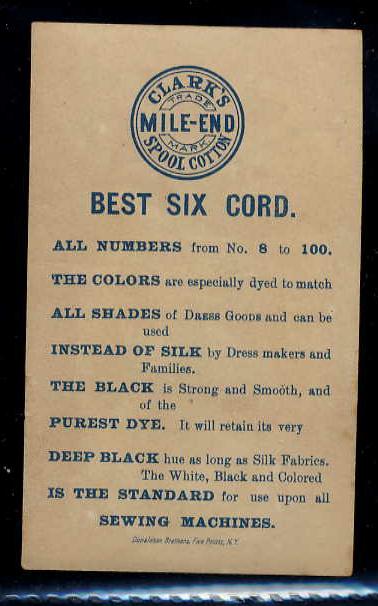 CLARK'S
TRADE
MILE-END
MARK
SPOOL COTTON
BEST SIX CORD.
ALL NUMBERS from No. 8 to 100.
THE COLORS are especially dyed to match
ALL SHADES of DRESS GOODS and can be
used
INSTEAD OF SILK by Dress makers and
Families.
THE BLACK is Strong and Smooth, and
of the
PUREST DYE. It will retain its very
DEEP BLACK hue as long as Silk Fabrics.
The White, Black and Colored
IS THE STANDARD for use upon all
SEWING MACHINES.
Donaldson Brothers, Five Points, N.Y.